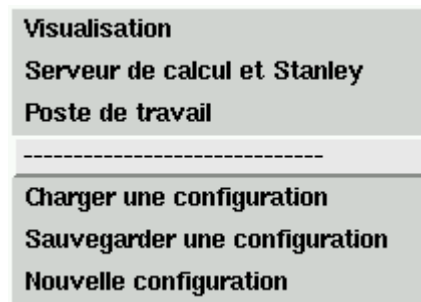 Visualisation
Serveur de calcul et Stanley
Poste de travail
------------------------------
Charger une configuration
Sauvegarder une configuration
Nouvelle configuration